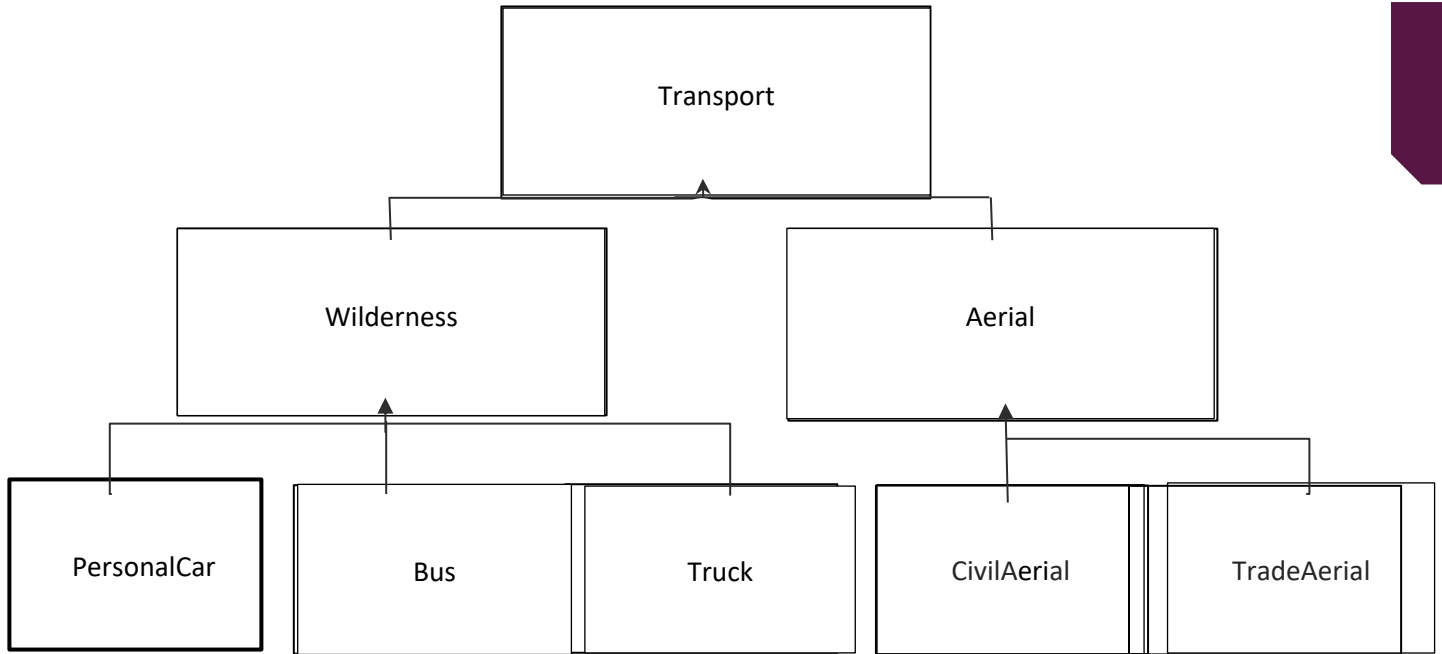 Transport
Wilderness
Aerial
PersonalCar
Bus
Truck
CivilAerial
TradeAerial